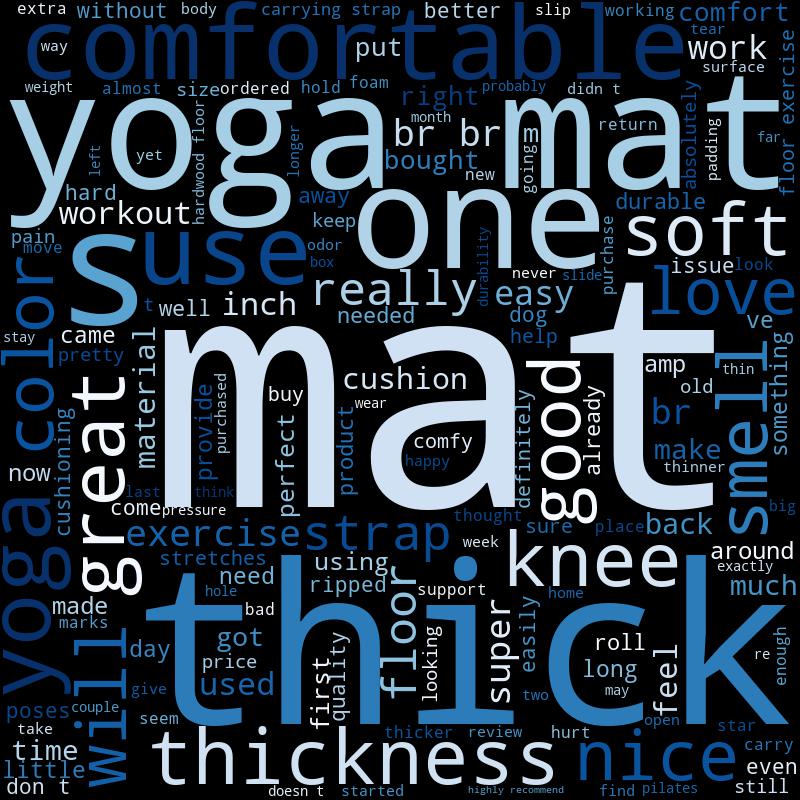 extra without body carrying strap better slip working comfort
comfortable
way put tear work
surface
weight almost size ordered hold foam right probably didn t
yoga mat
month br br return
left yet hardwood floor longer bought new going m absolutely padding far floor exercise
hard away one durable
workout keep soft
pain move s use odor purchase
box durability never slide issue look
color t well inch really easy love
needed dog help ve
stay came pretty
mat
material provide purchased buy cushion good amp thin smell something
great wear old
cushioning perfect product comfy definitely already br
now happy make
thinner
last think
come pressure thought big
yoga exercise strap sure place back
stretches using week knee around
need ripped support home exactly
hole much
made marks bad
thick
day got floor looking super easily roll
will price first quality long feel re enough
give used two may
poses couple seem open star
take thicker review hurt
time thickness nice carry
little even
don t doesn t started highly recommend find pilates still